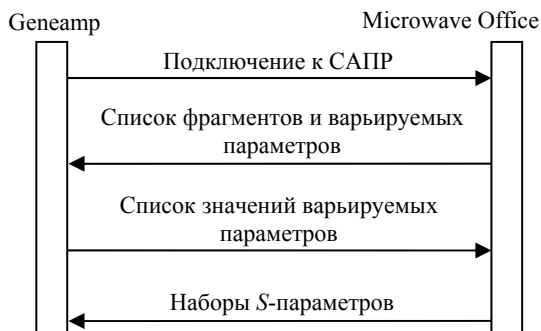 Geneamp
Microwave Office
Подключение к САПР
Список фрагментов и варьируемых
параметров
Список значений варьируемых
параметров
Наборы S-параметров